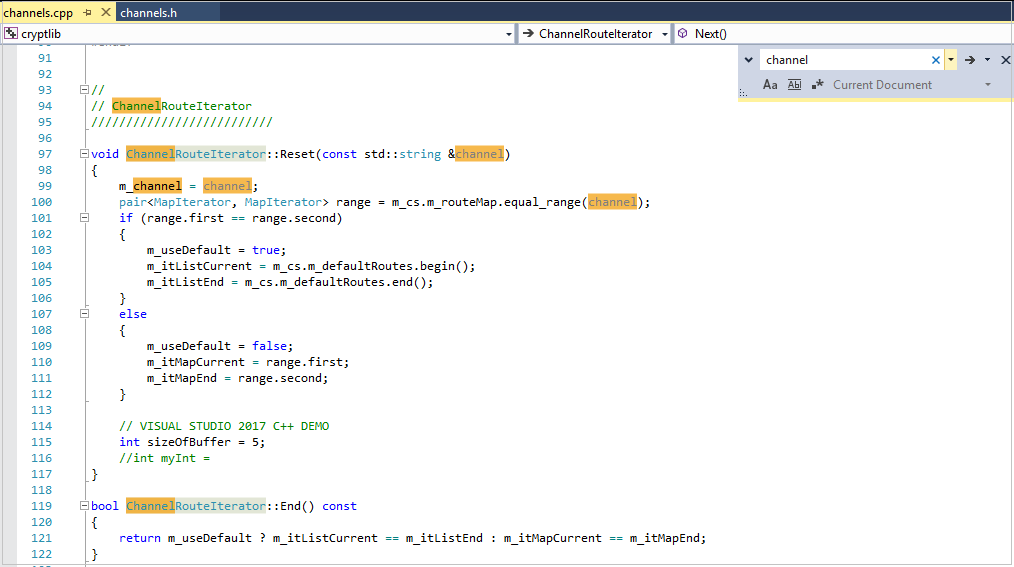 channels.cpp channels.h
cryptlib ChannelRouteIterator Next()
channel
Aa Abl .* Current Document
91
92
93 //
94 // ChannelRouteIterator
95 //////////////////////////
96
97 void ChannelRouteIterator::Reset(const std::string &channel)
98 {
99 m_channel = channel;
100 pair<MapIterator, MapIterator> range = m_cs.m_routeMap.equal_range(channel);
101 if (range.first == range.second)
102 {
103 m_useDefault = true;
104 m_itListCurrent = m_cs.m_defaultRoutes.begin();
105 m_itListEnd = m_cs.m_defaultRoutes.end();
106 }
107 else
108 {
109 m_useDefault = false;
110 m_itMapCurrent = range.first;
111 m_itMapEnd = range.second;
112 }
113
114 // VISUAL STUDIO 2017 C++ DEMO
115 int sizeOfBuffer = 5;
116 //int myInt =
117 }
118
119 bool ChannelRouteIterator::End() const
120 {
121 return m_useDefault ? m_itListCurrent == m_itListEnd : m_itMapCurrent == m_itMapEnd;
122 }